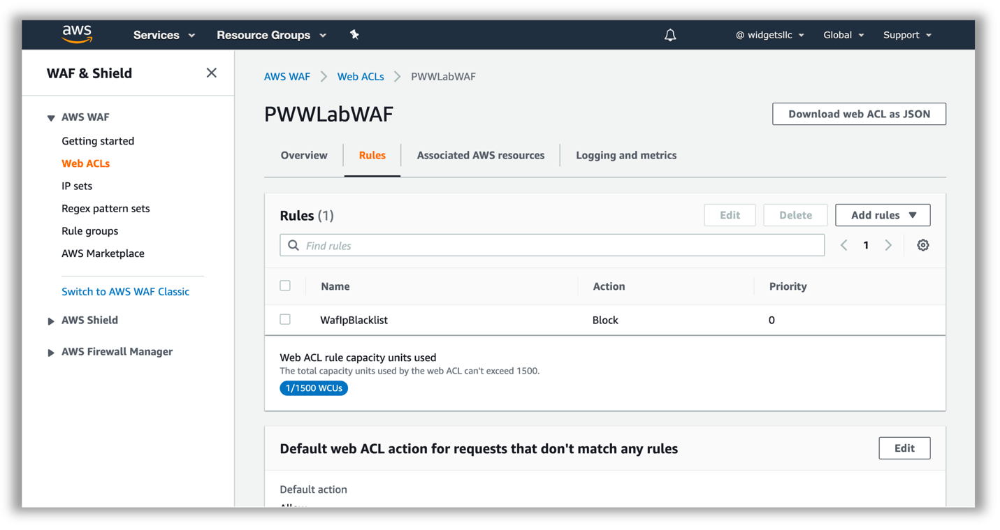 aws Services Resource Groups @ widgetsllc Global Support
WAF & Shield
AWS WAF
Getting started
Web ACLs
IP sets
Regex pattern sets
Rule groups
AWS Marketplace
Switch to AWS WAF Classic
AWS Shield
AWS Firewall Manager
AWS WAF Web ACLs PWWLabWAF
PWWLabWAF Download web ACL as JSON
Overview Rules Associated AWS resources Logging and metrics
Rules (1) Edit Delete Add rules
Find rules 1
Name Action Priority
WafIpBlacklist Block 0
Web ACL rule capacity units used
The total capacity units used by the web ACL can't exceed 1500.
1/1500 WCUs
Default web ACL action for requests that don't match any rules Edit
Default action
Allow